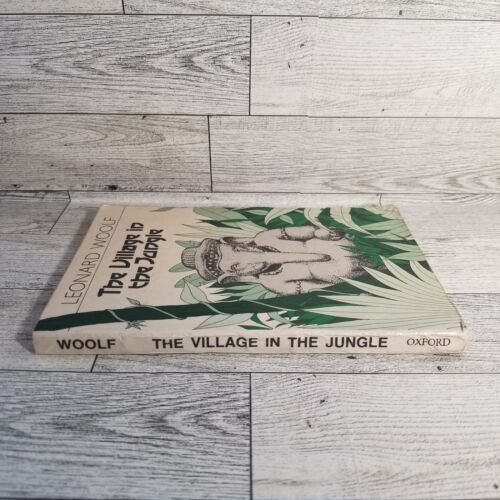 LEONARD WOOLF
The Village in
the Jungle
WOOLF THE VILLAGE IN THE JUNGLE OXFORD